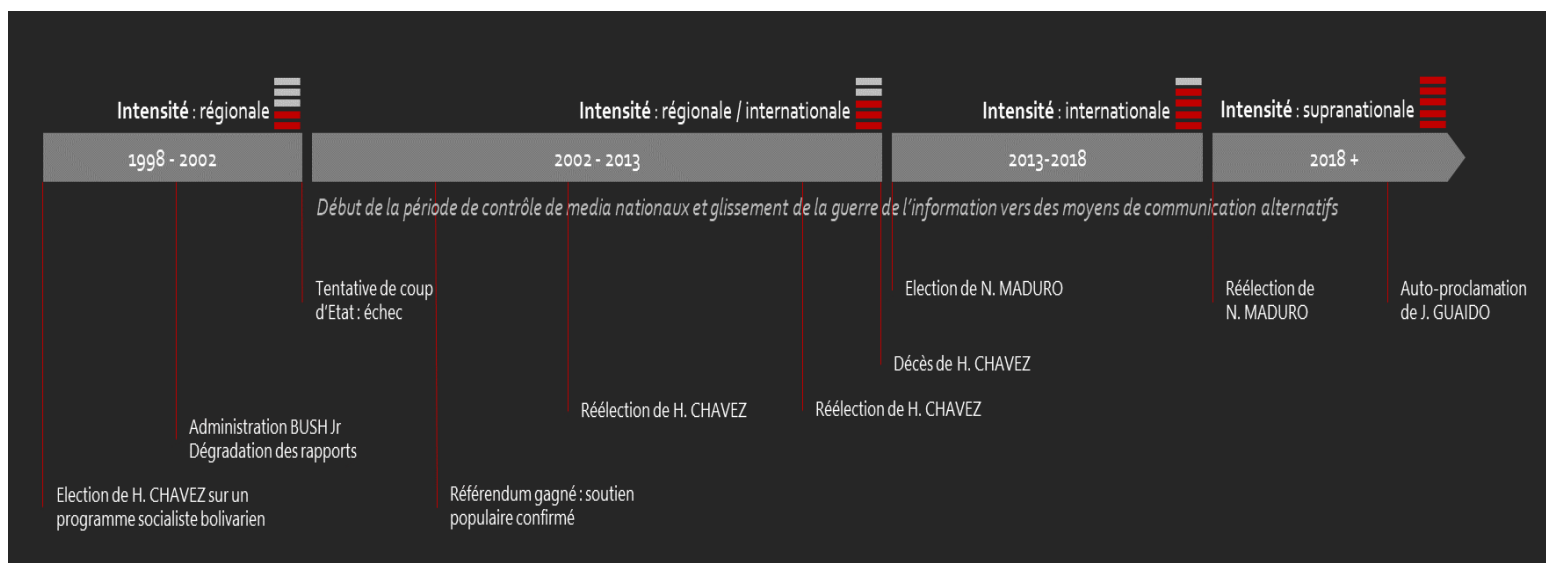 Intensité : régionale
Intensité : régionale / internationale
Intensité : internationale
Intensité : supranationale
1998 - 2002
2002 - 2013
2013-2018
2018 +
Début de la période de contrôle de media nationaux et glissement de la guerre de l'information vers des moyens de communication alternatifs
Tentative de coup
d'Etat : échec
Election de N. MADURO
Réélection de
N. MADURO
Auto-proclamation
de J. GUAIDO
Décès de H. CHAVEZ
Réélection de H. CHAVEZ
Réélection de H. CHAVEZ
Administration BUSH Jr
Dégradation des rapports
Election de H. CHAVEZ sur un
programme socialiste bolivarien
Référendum gagné : soutien
populaire confirmé